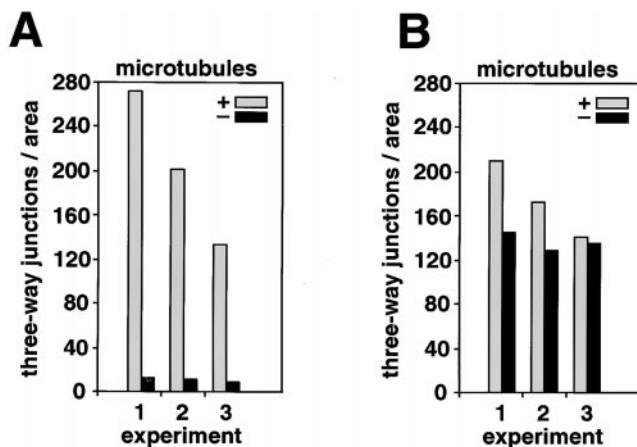 A
microtubules
280
240
200
160
120
80
40
0
+
–
three-way junctions / area
1 2 3
experiment
B
microtubules
280
240
200
160
120
80
40
0
+
–
three-way junctions / area
1 2 3
experiment